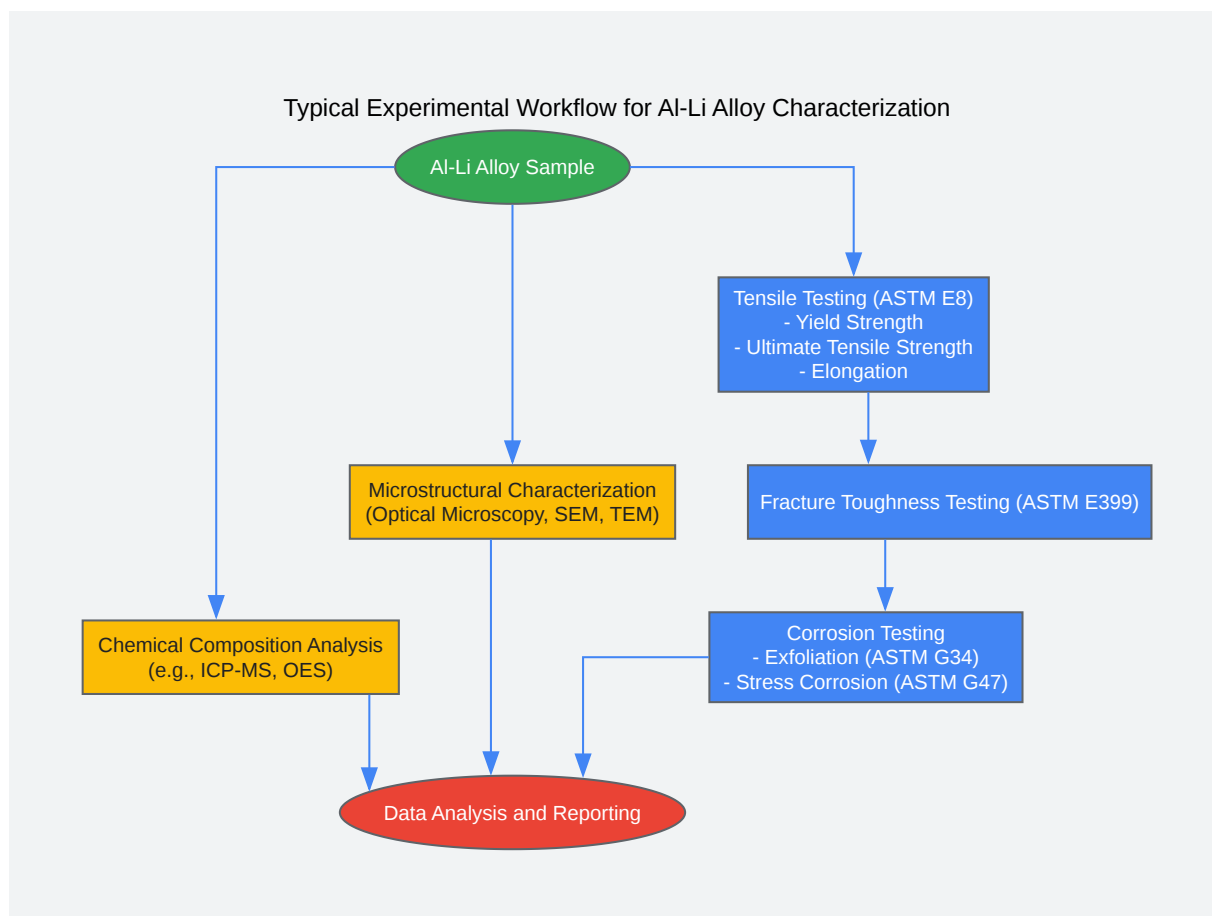 Typical Experimental Workflow for Al-Li Alloy Characterization
Al-Li Alloy Sample
Tensile Testing (ASTM E8)
- Yield Strength
- Ultimate Tensile Strength
- Elongation
Microstructural Characterization
(Optical Microscopy, SEM, TEM)
Fracture Toughness Testing (ASTM E399)
Chemical Composition Analysis
(e.g., ICP-MS, OES)
Corrosion Testing
- Exfoliation (ASTM G34)
- Stress Corrosion (ASTM G47)
Data Analysis and Reporting